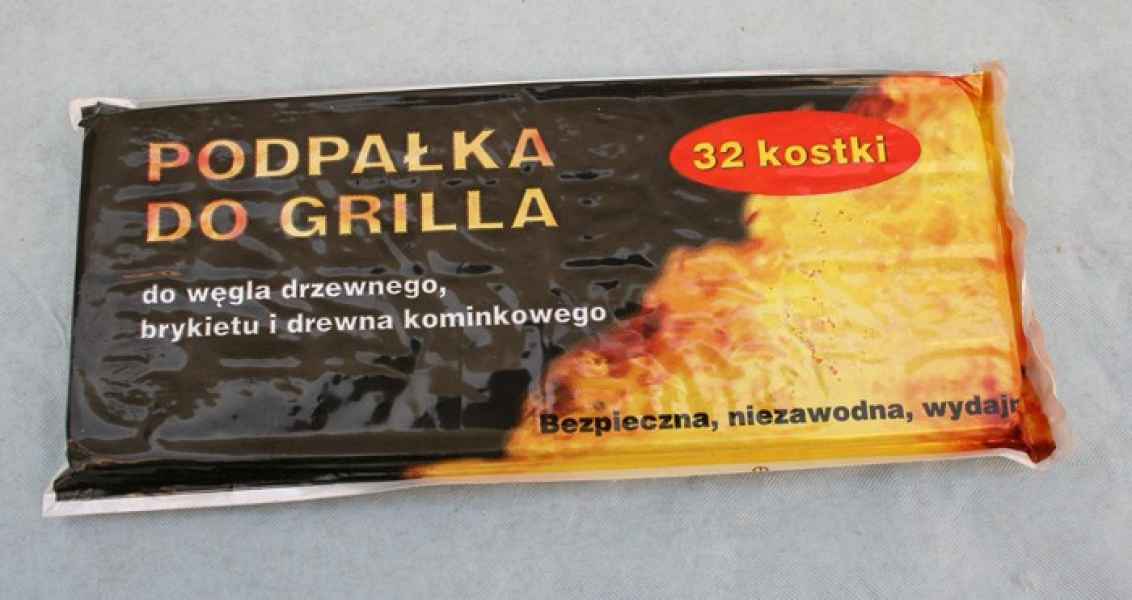 PODPAŁKA
DO GRILLA
32 kostki
do węgla drzewnego,
brykietu i drewna kominkowego
Bezpieczna, niezawodna,